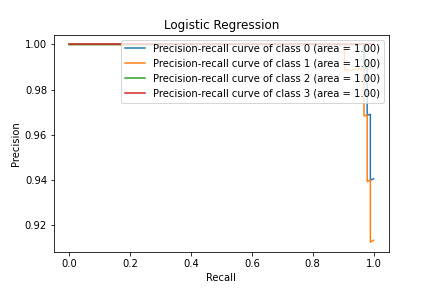 Logistic Regression
Precision-recall curve of class 0 (area = 1.00)
Precision-recall curve of class 1 (area = 1.00)
Precision-recall curve of class 2 (area = 1.00)
Precision-recall curve of class 3 (area = 1.00)
1.00
0.98
0.96
0.94
0.92
Precision
0.0 0.2 0.4 0.6 0.8 1.0
Recall